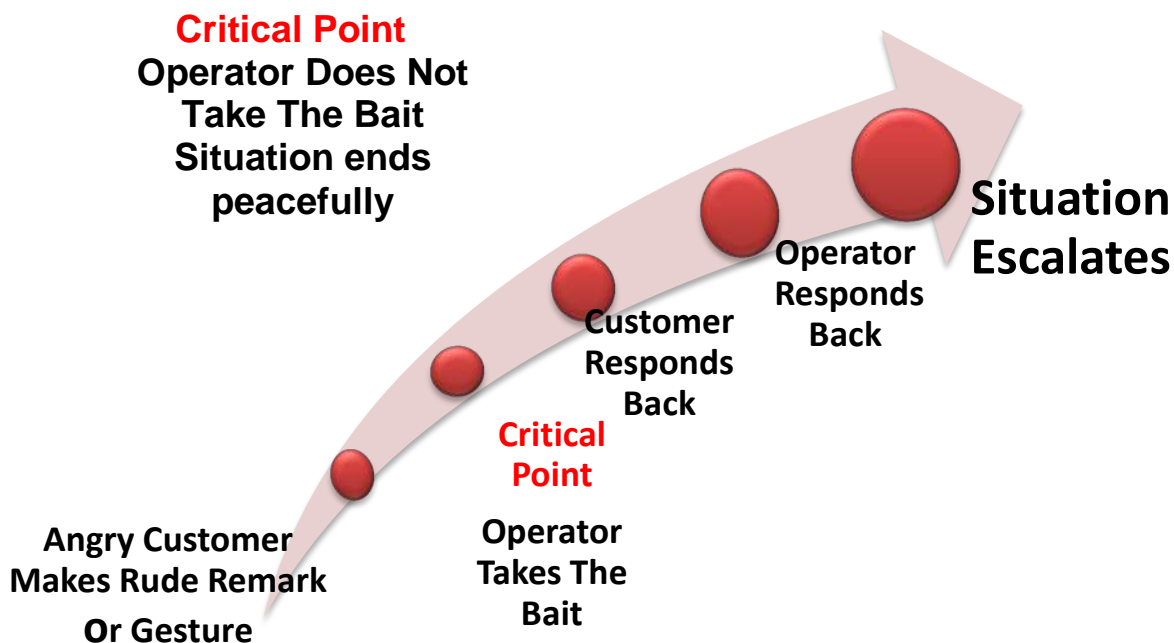 Critical Point
Operator Does Not
Take The Bait
Situation ends
peacefully
Angry Customer
Makes Rude Remark
Or Gesture
Critical
Point
Operator
Takes The
Bait
Customer
Responds
Back
Operator
Responds
Back
Situation
Escalates